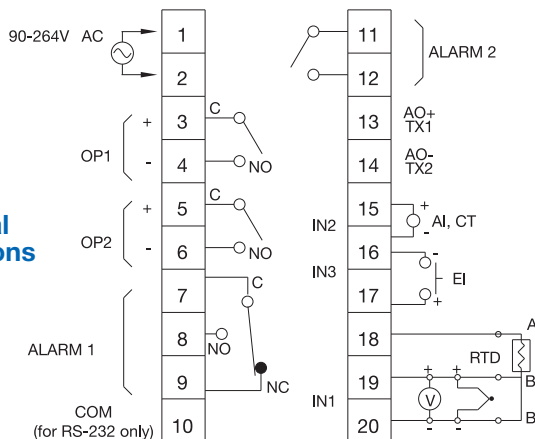 90-264V AC
1
2
OP1
+
-
3
4
C
NO
OP2
+
-
5
6
C
NO
al
ons
ALARM 1
7
8
9
C
NO
NC
COM
(for RS-232 only)
10
11
12
ALARM 2
13
AO+
TX1
14
AO-
TX2
IN2
15
+
-
AI, CT
IN3
16
17
-
+
EI
18
A
RTD
IN1
19
20
+
+
V
-
-
B
B